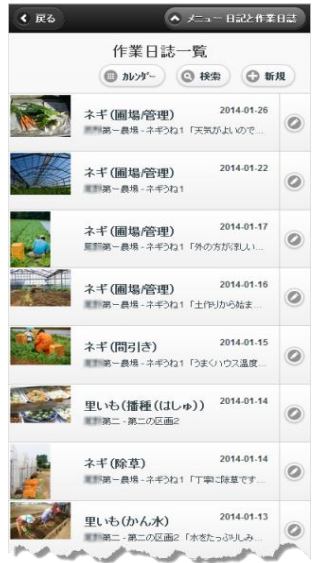 戻る
メニュー 日記と作業日誌
作業日誌一覧
カレンダー 検索 新規
ネギ(圃場/管理) 2014-01-26
第一農場 - ネギうね1「天気がよいので...
ネギ(圃場/管理) 2014-01-22
第一農場 - ネギうね1
ネギ(圃場/管理) 2014-01-17
第一農場 - ネギうね1「外の方が涼しい...
ネギ(圃場/管理) 2014-01-16
第一農場 - ネギうね1「土作りから始ま...
ネギ(間引き) 2014-01-15
第一農場 - ネギうね1「うまくハウス温度...
里いも(播種(はしゅ)) 2014-01-14
第二 - 第二の区画2
ネギ(除草) 2014-01-14
第一農場 - ネギうね1「丁寧に除草です...
里いも(かん水) 2014-01-13
第二 - 第二の区画2「水をたっぷりしみ...